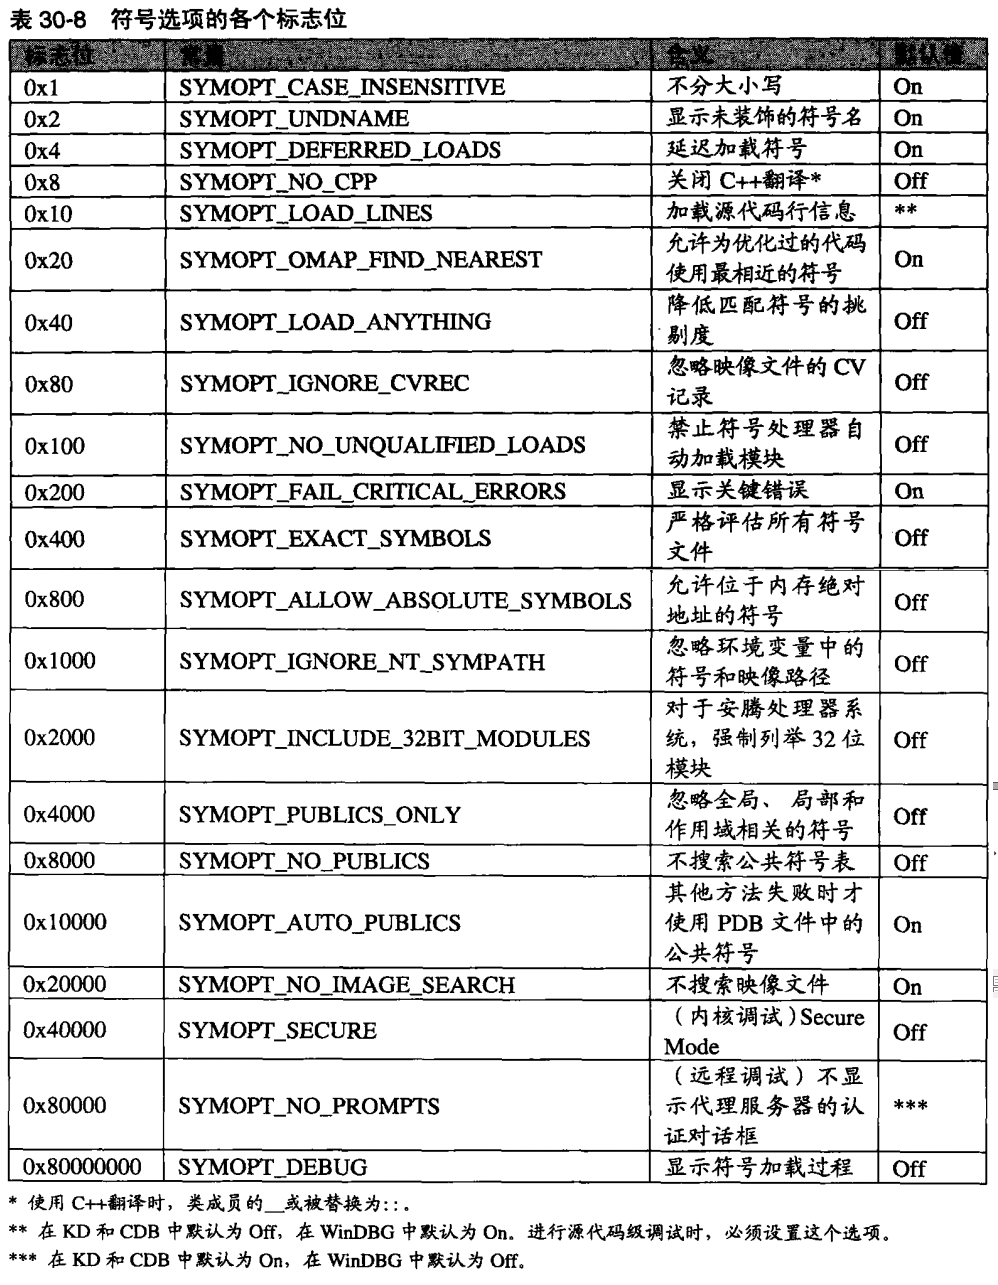 表 30-8 符号选项的各个标志位
标志位 常量 含义 默认值
0x1 SYMOPT_CASE_INSENSITIVE 不分大小写 On
0x2 SYMOPT_UNDNAME 显示未装饰的符号名 On
0x4 SYMOPT_DEFERRED_LOADS 延迟加载符号 On
0x8 SYMOPT_NO_CPP 关闭 C++翻译* Off
0x10 SYMOPT_LOAD_LINES 加载源代码行信息 **
0x20 SYMOPT_OMAP_FIND_NEAREST 允许为优化过的代码
使用最相近的符号 On
0x40 SYMOPT_LOAD_ANYTHING 降低匹配符号的挑
剔度 Off
0x80 SYMOPT_IGNORE_CVREC 忽略映像文件的 CV
记录 Off
0x100 SYMOPT_NO_UNQUALIFIED_LOADS 禁止符号处理器自
动加载模块 Off
0x200 SYMOPT_FAIL_CRITICAL_ERRORS 显示关键错误 On
0x400 SYMOPT_EXACT_SYMBOLS 严格评估所有符号
文件 Off
0x800 SYMOPT_ALLOW_ABSOLUTE_SYMBOLS 允许位于内存绝对
地址的符号 Off
0x1000 SYMOPT_IGNORE_NT_SYMPATH 忽略环境变量中的
符号和映像路径 Off
0x2000 SYMOPT_INCLUDE_32BIT_MODULES 对于安腾处理器系
统，强制列举 32 位
模块 Off
0x4000 SYMOPT_PUBLICS_ONLY 忽略全局、局部和
作用域相关的符号 Off
0x8000 SYMOPT_NO_PUBLICS 不搜索公共符号表 Off
0x10000 SYMOPT_AUTO_PUBLICS 其他方法失败时才
使用 PDB 文件中的
公共符号 On
0x20000 SYMOPT_NO_IMAGE_SEARCH 不搜索映像文件 On
0x40000 SYMOPT_SECURE （内核调试）Secure
Mode Off
0x80000 SYMOPT_NO_PROMPTS （远程调试）不显
示代理服务器的认
证对话框 ***
0x80000000 SYMOPT_DEBUG 显示符号加载过程 Off
* 使用 C++翻译时，类成员的__或被替换为::。
** 在 KD 和 CDB 中默认为 Off，在 WinDBG 中默认为 On。进行源代码级调试时，必须设置这个选项。
*** 在 KD 和 CDB 中默认为 On，在 WinDBG 中默认为 Off。